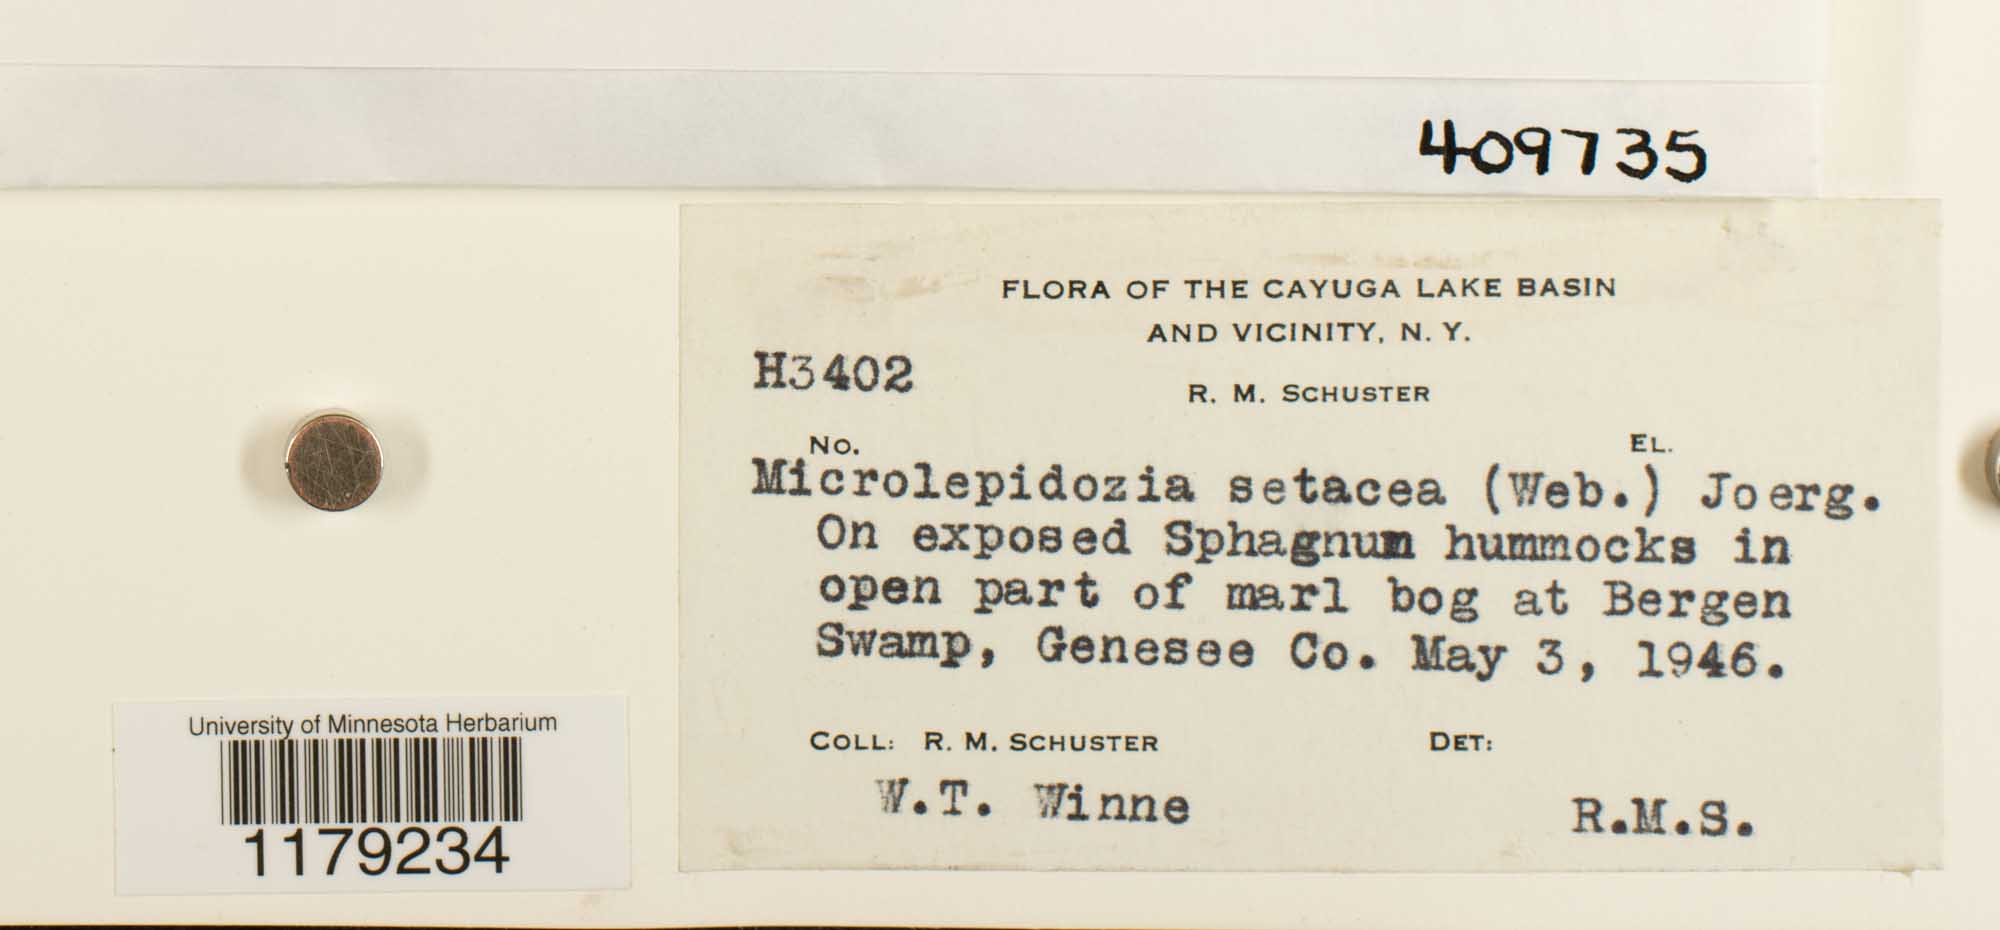 409735
FLORA OF THE CAYUGA LAKE BASIN
AND VICINITY, N. Y.
H3402
R. M. SCHUSTER
NO. EL.
Microlepidozia setacea (Web.) Joerg.
On exposed Sphagnum hummocks in
open part of marl bog at Bergen
Swamp, Genesee Co. May 3, 1946.
COLL: R. M. SCHUSTER DET:
W.T. Winne R.M.S.
University of Minnesota Herbarium
1179234